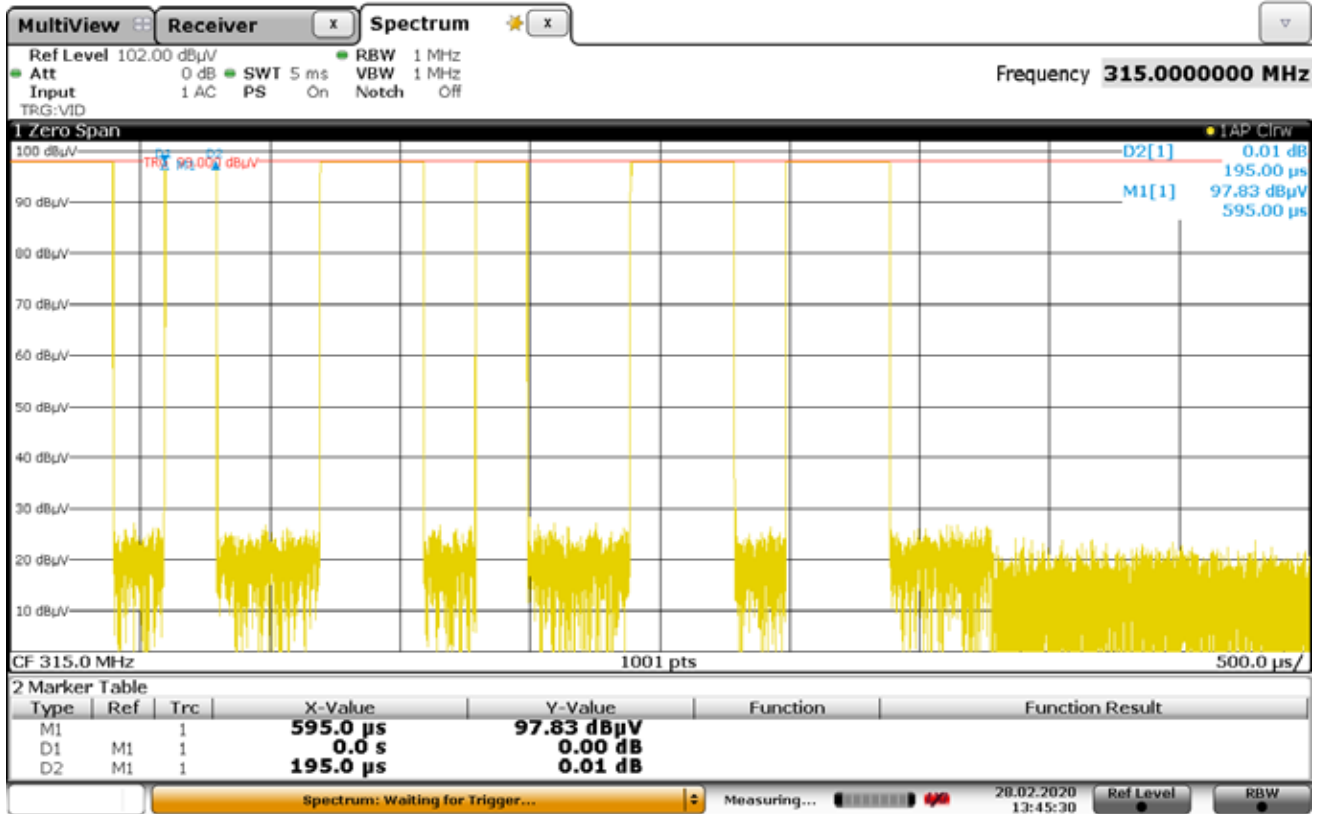 MultiView Receiver x Spectrum x
Ref Level 102.00 dBµV RBW 1 MHz
Att 0 dB SWT 5 ms VBW 1 MHz Frequency 315.0000000 MHz
Input 1 AC PS On Notch Off
TRG:VID
1 Zero Span 1AP Clrw
100 dBµV D1 D2 D2[1] 0.01 dB
M1 dBµV 195.00 µs
90 dBµV M1[1] 97.83 dBµV
595.00 µs
80 dBµV
70 dBµV
60 dBµV
50 dBµV
40 dBµV
30 dBµV
20 dBµV
10 dBµV
CF 315.0 MHz 1001 pts 500.0 µs/
2 Marker Table
Type Ref Trc X-Value Y-Value Function Function Result
M1 1 595.0 µs 97.83 dBµV
D1 M1 1 0.0 s 0.00 dB
D2 M1 1 195.0 µs 0.01 dB
Spectrum: Waiting for Trigger... Measuring... 28.02.2020 Ref Level RBW
13:45:30